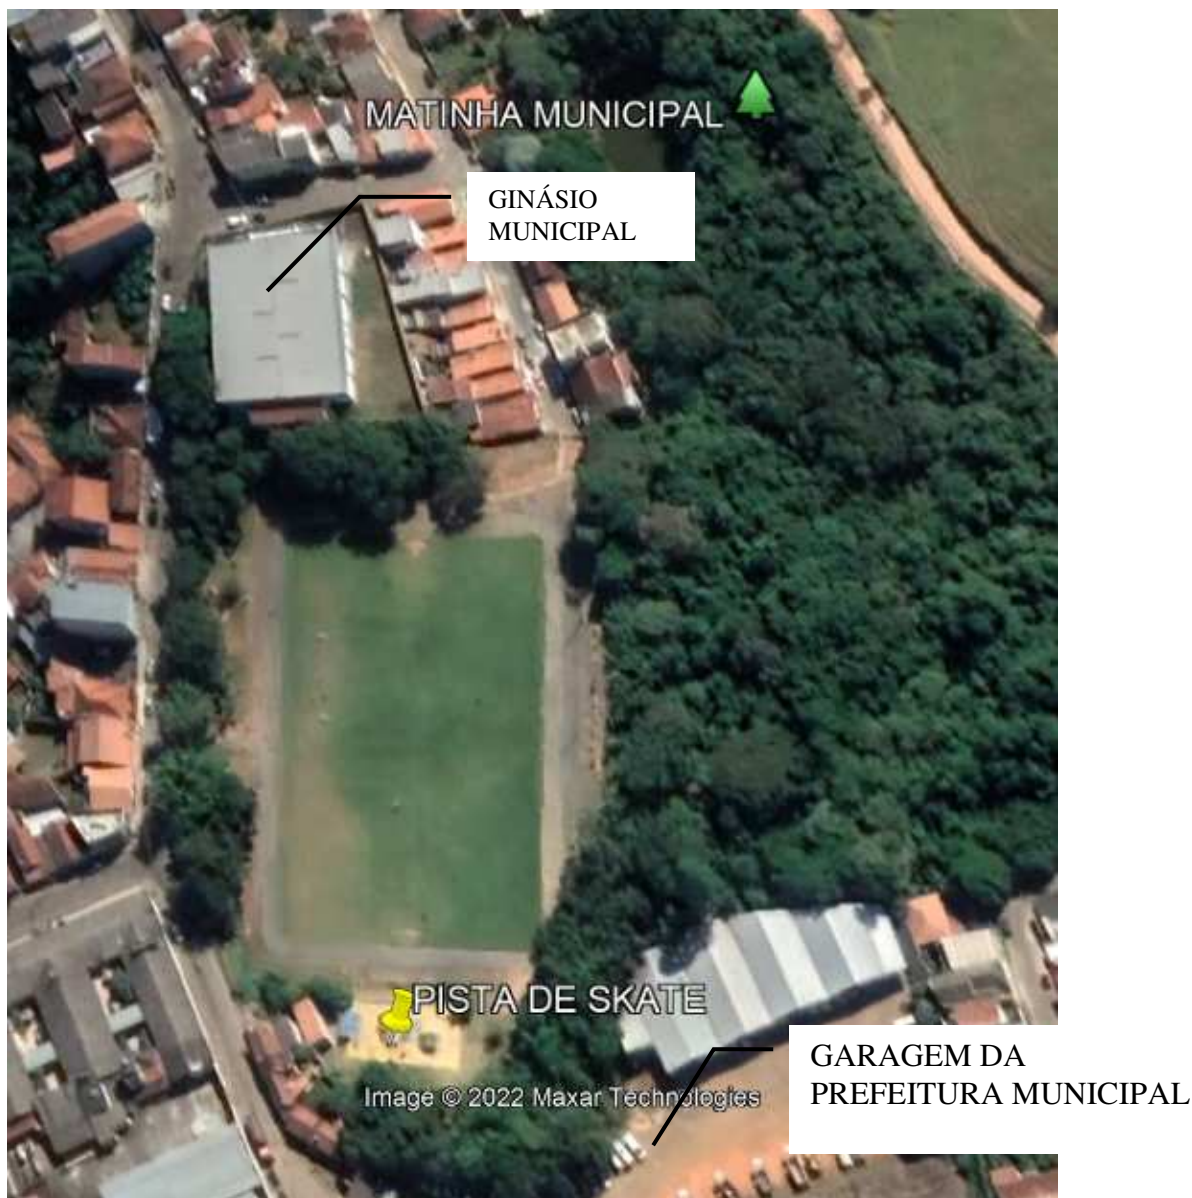 MATINHA MUNICIPAL
GINÁSIO
MUNICIPAL
PISTA DE SKATE
GARAGEM DA
PREFEITURA MUNICIPAL
Image © 2022 Maxar Technologies